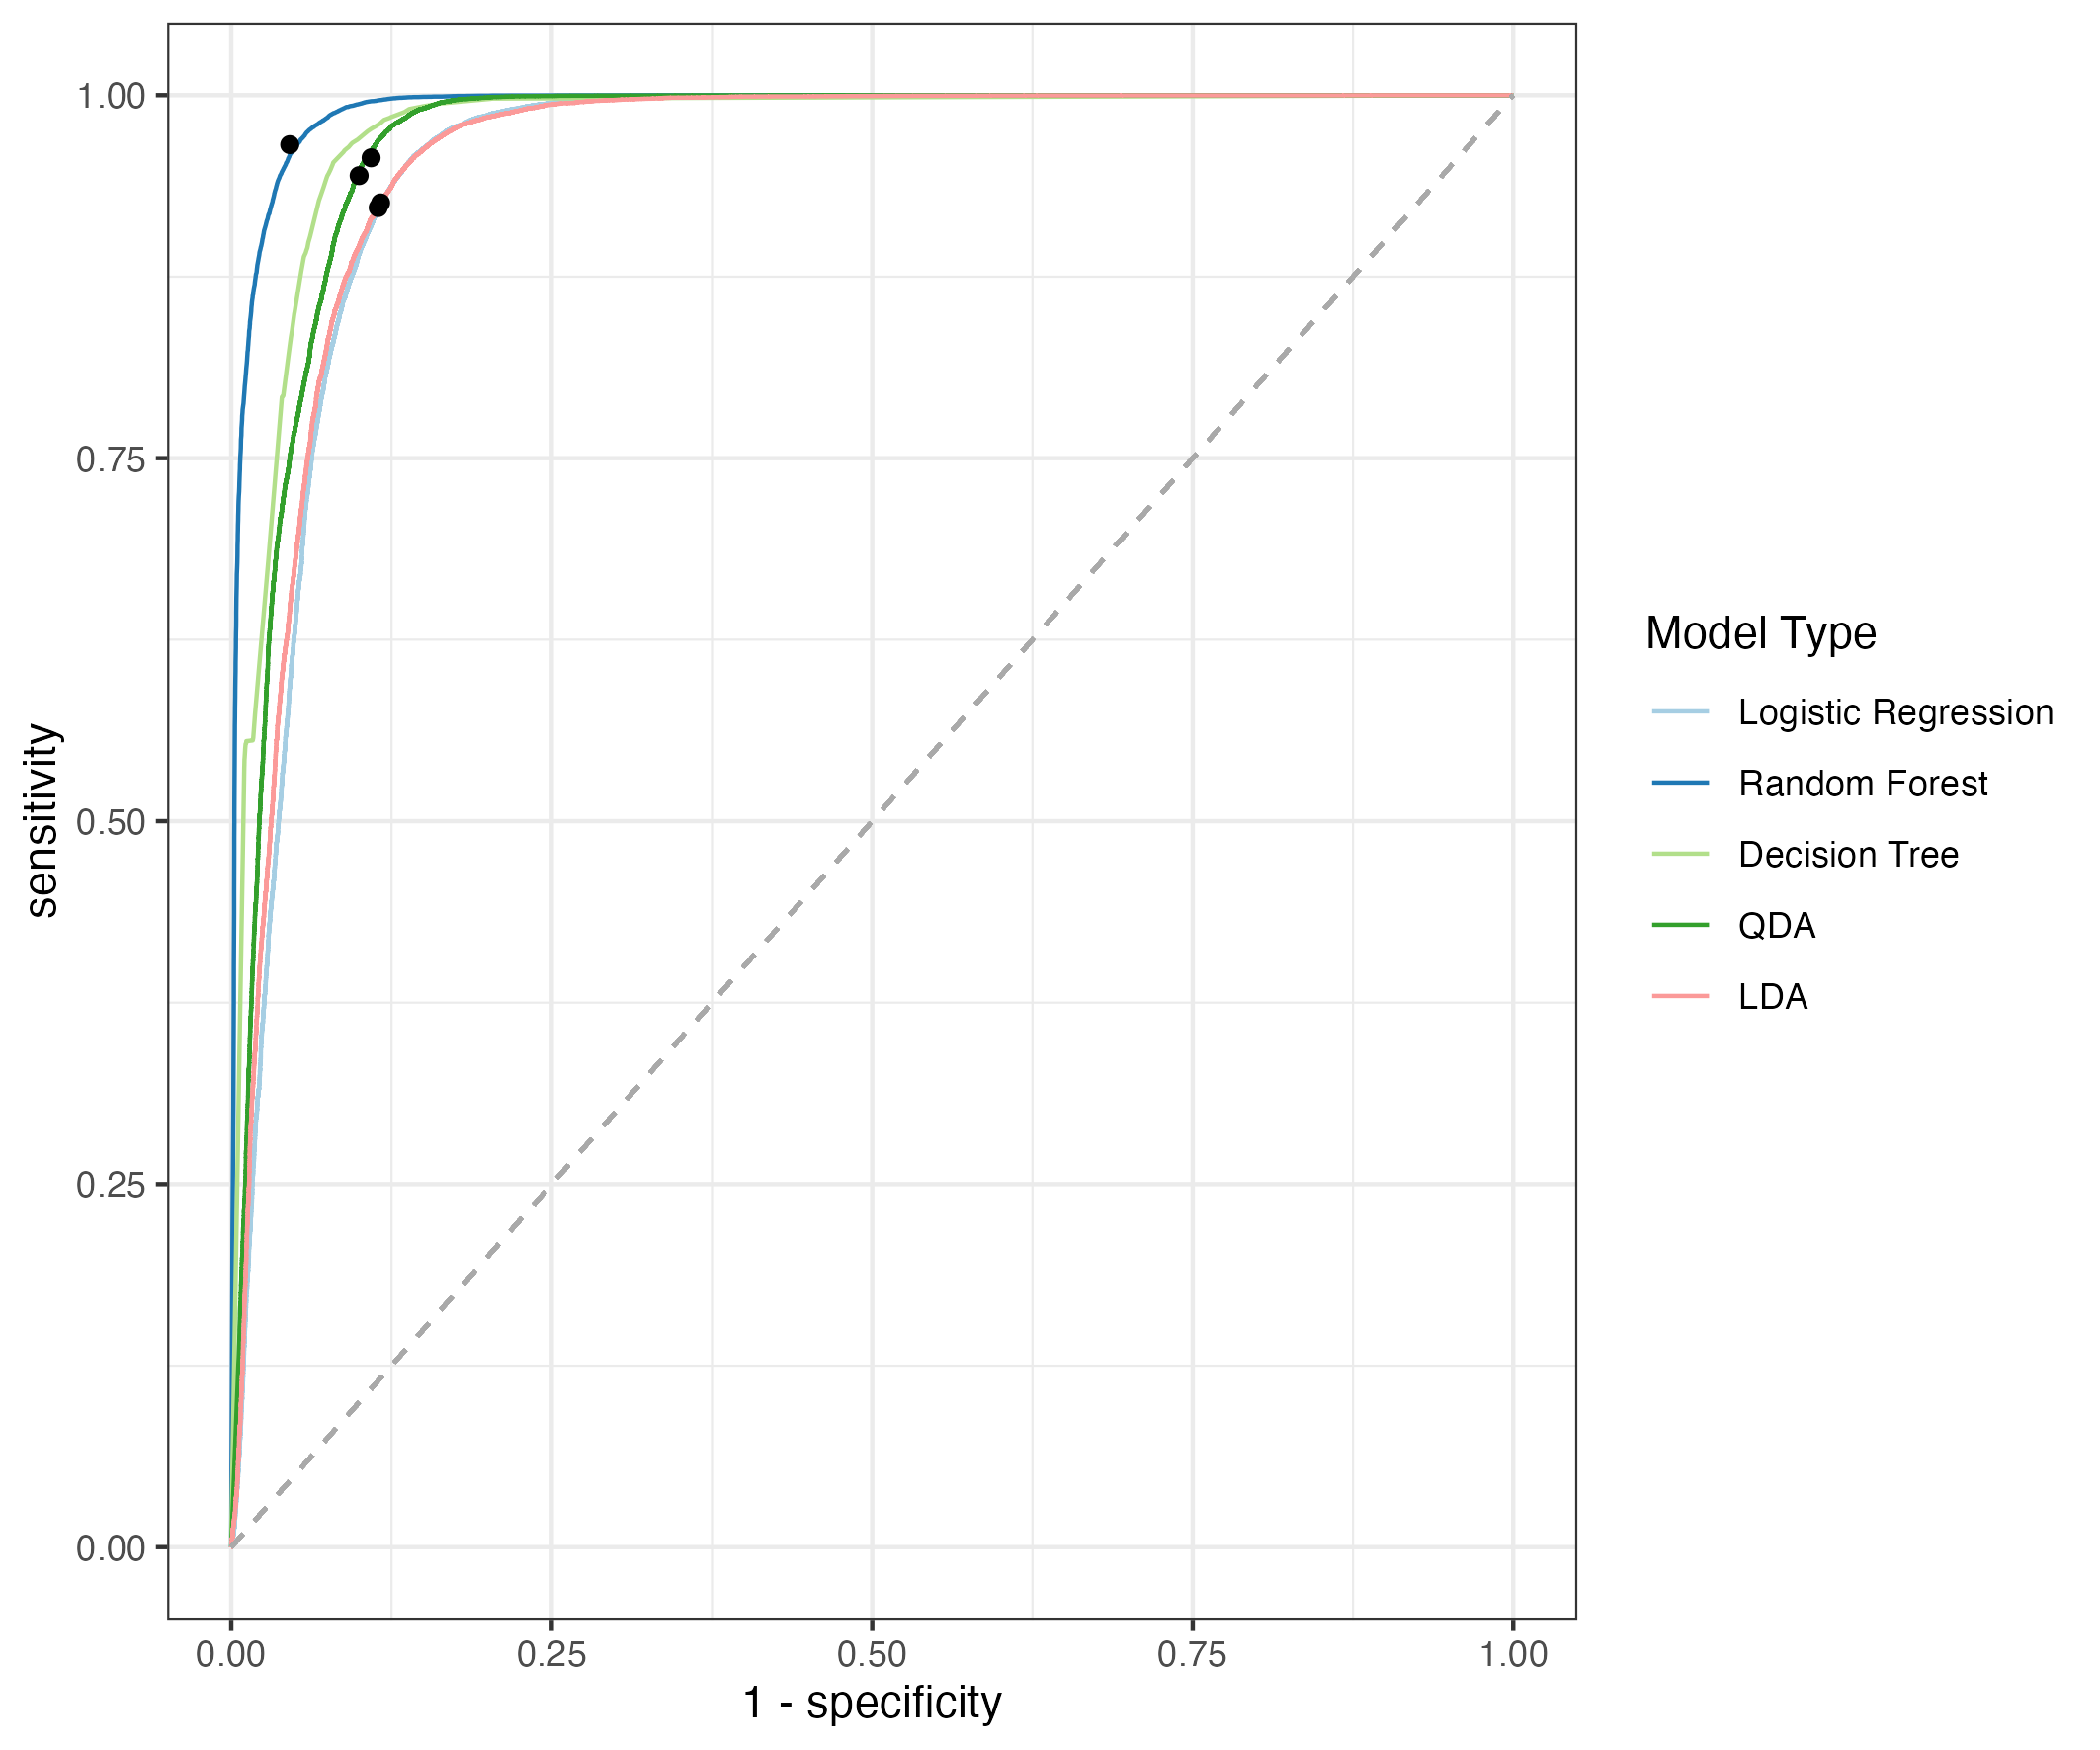 1.00
0.75
0.50
0.25
0.00
sensitivity
0.00 0.25 0.50 0.75 1.00
1 - specificity
Model Type
Logistic Regression
Random Forest
Decision Tree
QDA
LDA